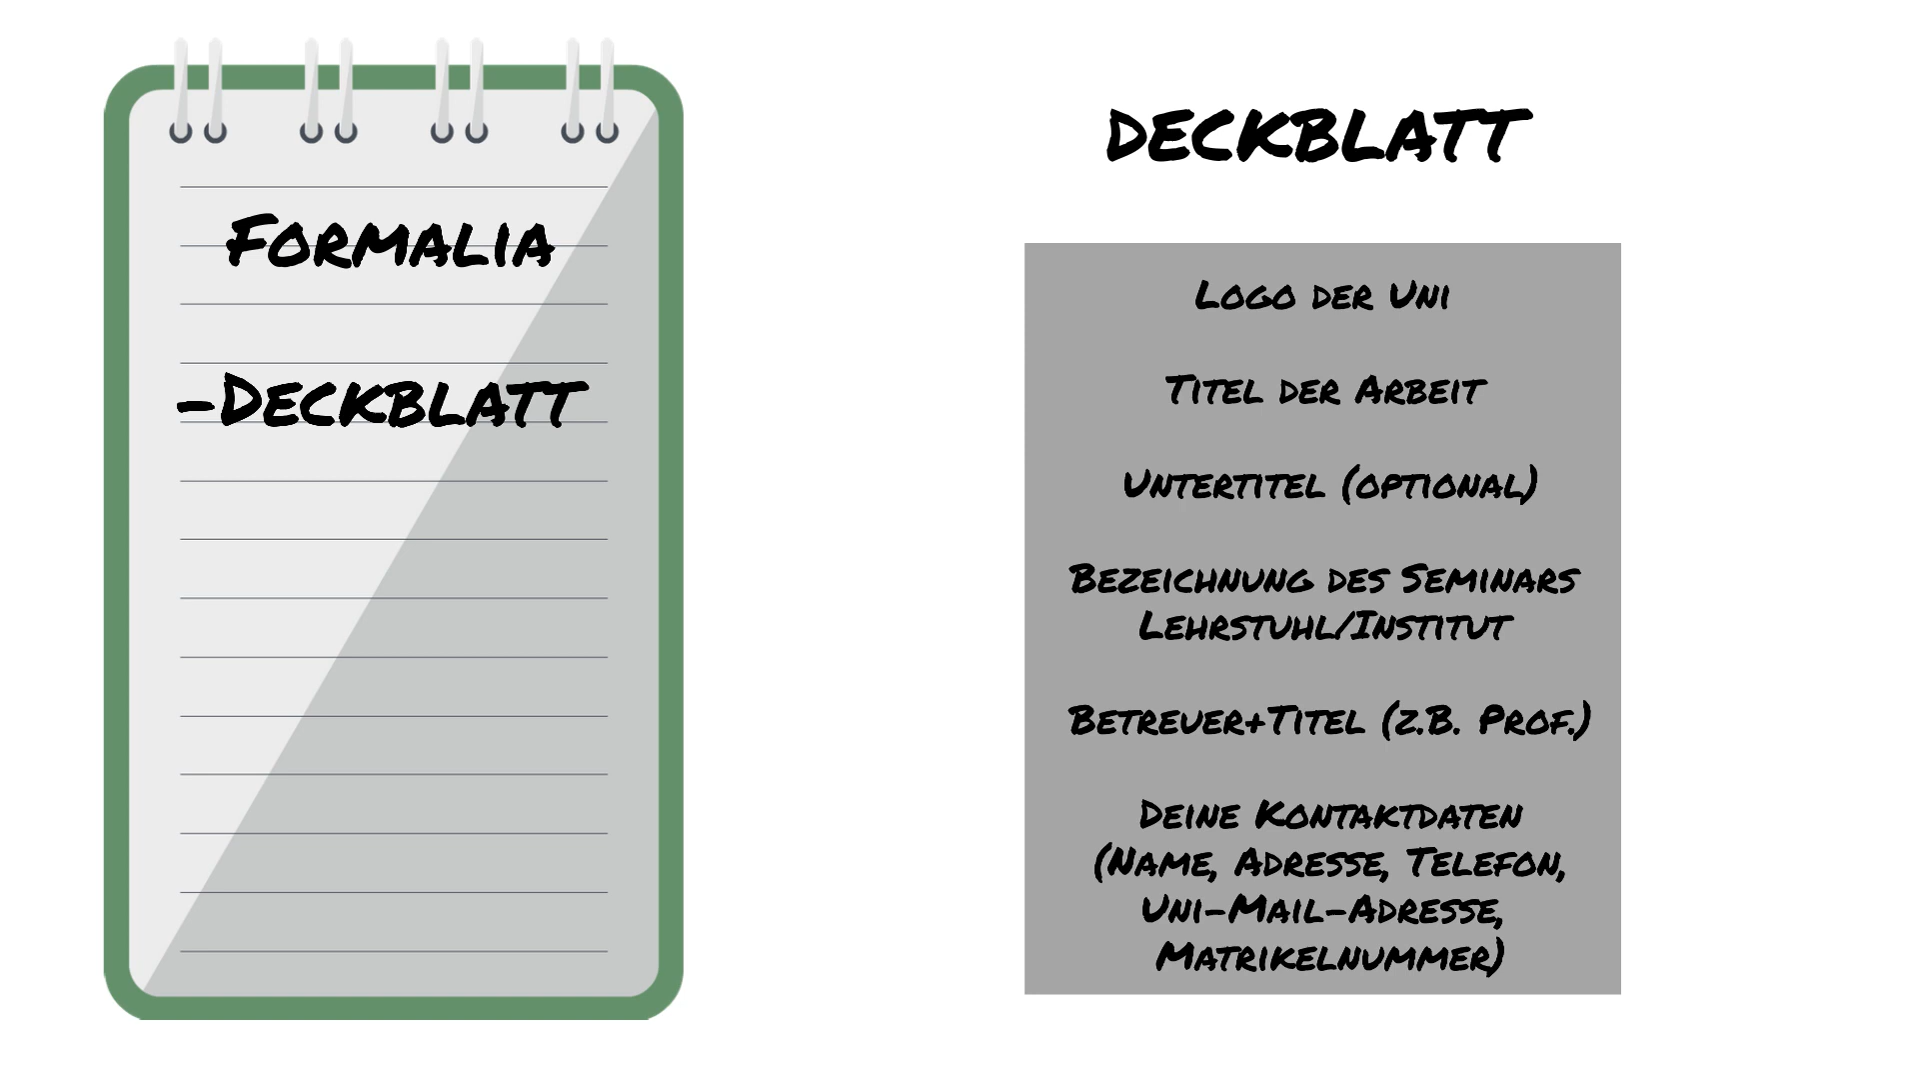 Formalia
-Deckblatt
DECKBLATT
Logo der Uni
Titel der Arbeit
Untertitel (optional)
Bezeichnung des Seminars
Lehrstuhl/Institut
Betreuer+Titel (z.B. Prof.)
Deine Kontaktdaten
(Name, Adresse, Telefon,
Uni-Mail-Adresse,
Matrikelnummer)